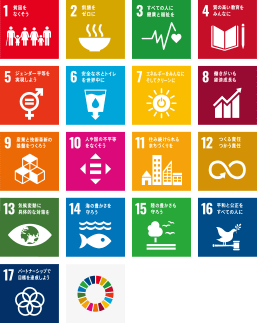 1 貧困を
なくそう
2 飢餓を
ゼロに
3 すべての人に
健康と福祉を
4 質の高い教育を
みんなに
5 ジェンダー平等を
実現しよう
6 安全な水とトイレ
を世界中に
7 エネルギーをみんなに
そしてクリーンに
8 働きがいも
経済成長も
9 産業と技術革新の
基盤をつくろう
10 人や国の不平等
をなくそう
11 住み続けられる
まちづくりを
12 つくる責任
つかう責任
13 気候変動に
具体的な対策を
14 海の豊かさを
守ろう
15 陸の豊かさも
守ろう
16 平和と公正を
すべての人に
17 パートナーシップで
目標を達成しよう